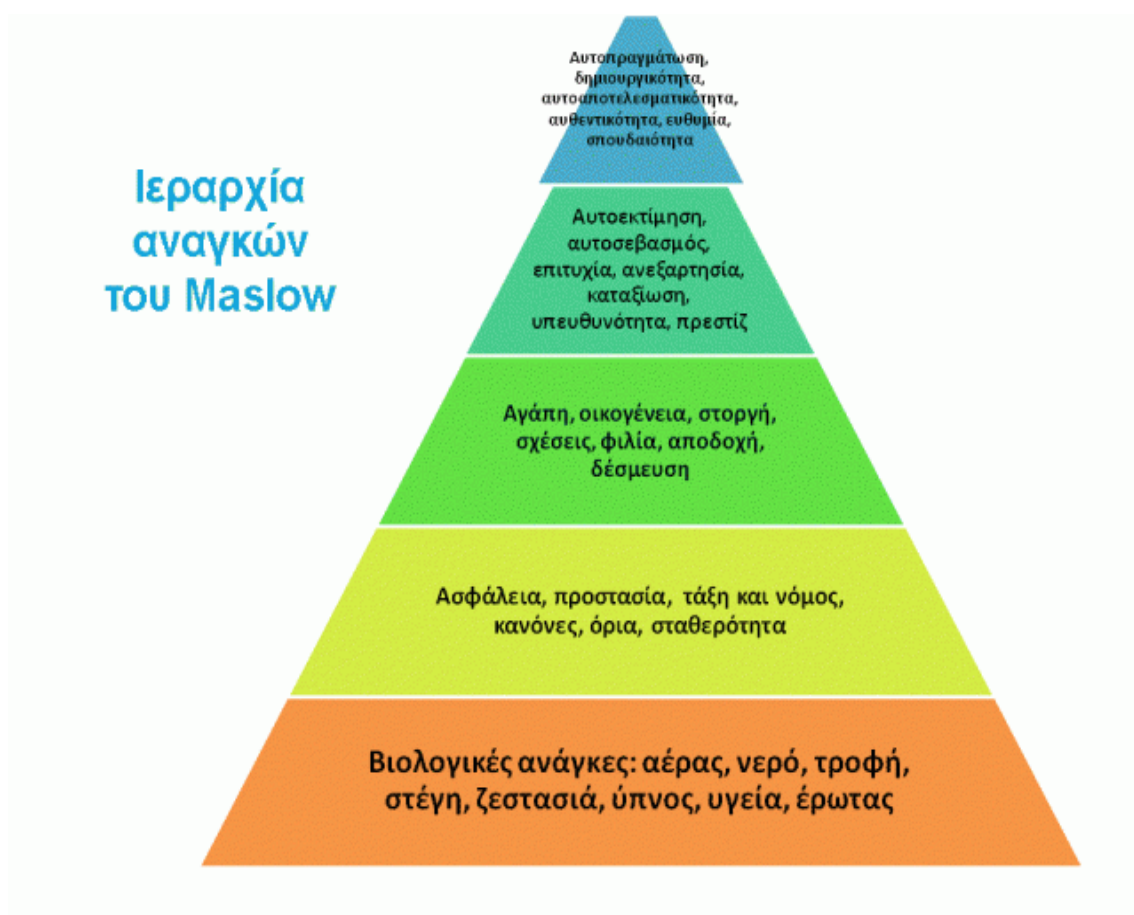 Ιεραρχία
αναγκών
του Maslow
Αυτοπραγμάτωση,
δημιουργικότητα,
αυτοαποτελεσματικότητα,
αυθεντικότητα, ευθυμία,
σπουδαιότητα
Αυτοεκτίμηση,
αυτοσεβασμός,
επιτυχία, ανεξαρτησία,
καταξίωση,
υπευθυνότητα, πρεστίζ
Αγάπη, οικογένεια, στοργή,
σχέσεις, φιλία, αποδοχή,
δέσμευση
Ασφάλεια, προστασία, τάξη και νόμος,
κανόνες, όρια, σταθερότητα
Βιολογικές ανάγκες: αέρας, νερό, τροφή,
στέγη, ζεστασιά, ύπνος, υγεία, έρωτας